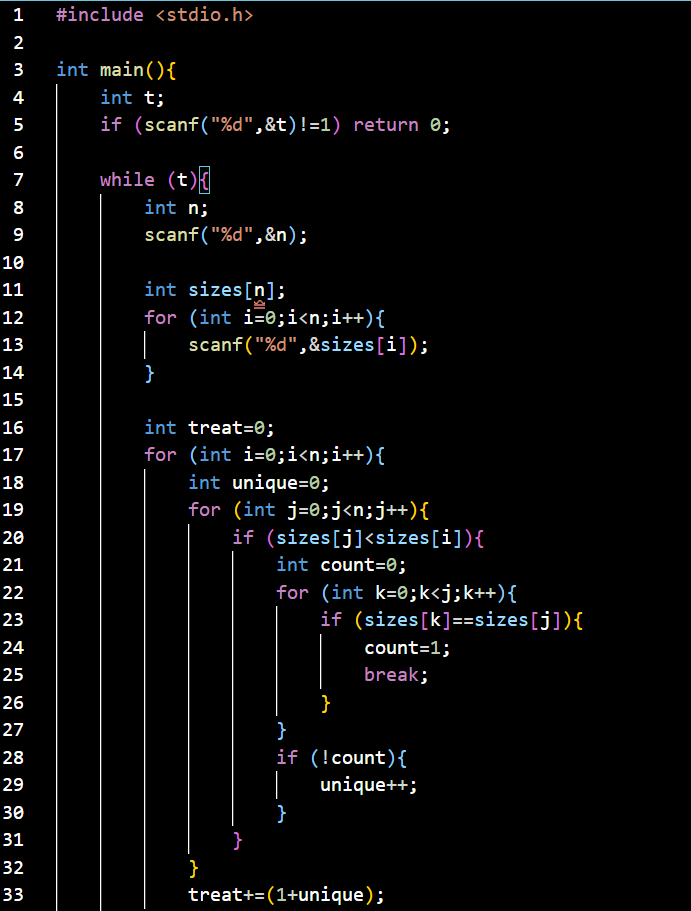 1 #include <stdio.h>
2
3 int main(){
4     int t;
5     if (scanf("%d",&t)!=1) return 0;
6
7     while (t){
8         int n;
9         scanf("%d",&n);
10
11         int sizes[n];
12         for (int i=0;i<n;i++){
13             scanf("%d",&sizes[i]);
14         }
15
16         int treat=0;
17         for (int i=0;i<n;i++){
18             int unique=0;
19             for (int j=0;j<n;j++){
20                 if (sizes[j]<sizes[i]){
21                     int count=0;
22                     for (int k=0;k<j;k++){
23                         if (sizes[k]==sizes[j]){
24                             count=1;
25                             break;
26                         }
27                     }
28                     if (!count){
29                         unique++;
30                     }
31                 }
32             }
33             treat+=(1+unique);